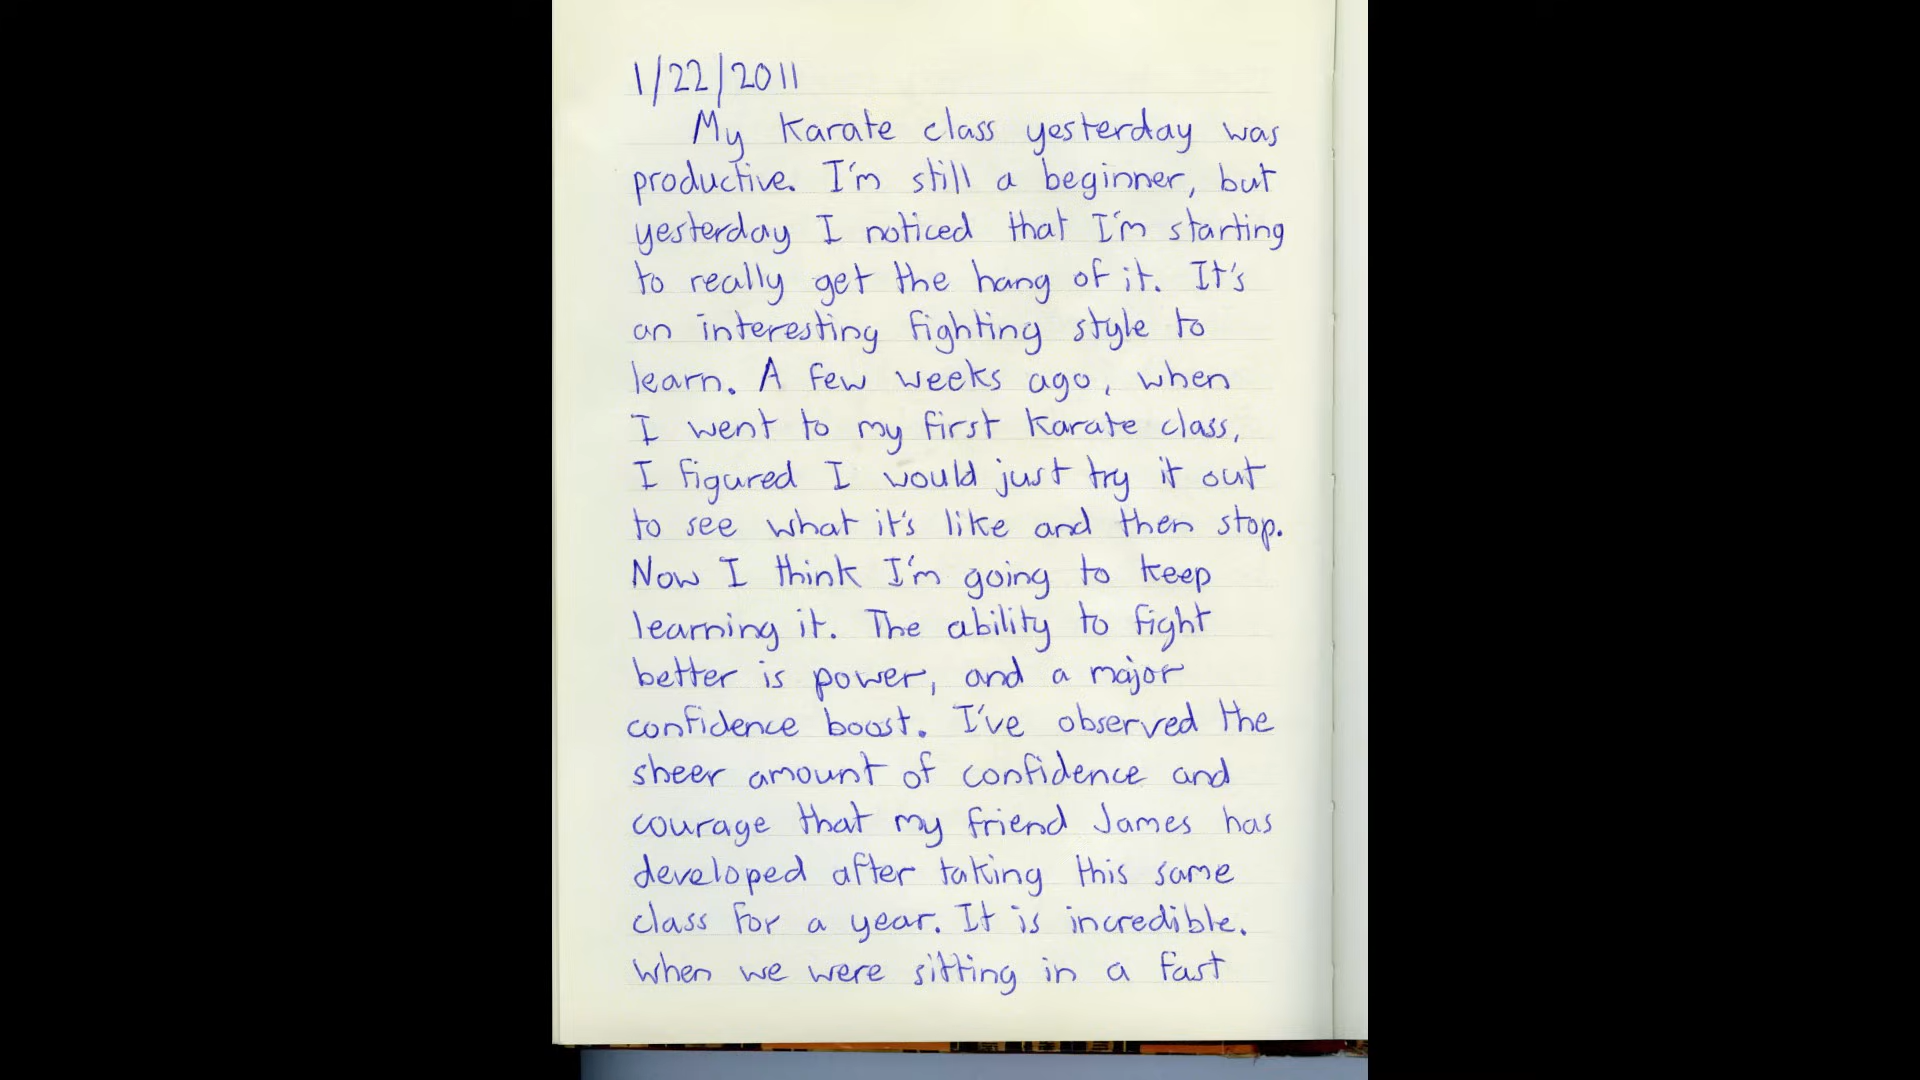 1/22/2011
My karate class yesterday was
productive. I'm still a beginner, but
yesterday I noticed that I'm starting
to really get the hang of it. It's
an interesting fighting style to
learn. A few weeks ago, when
I went to my first karate class,
I figured I would just try it out
to see what it's like and then stop.
Now I think I'm going to keep
learning it. The ability to fight
better is power, and a major
confidence boost. I've observed the
sheer amount of confidence and
courage that my friend James has
developed after taking this same
class for a year. It is incredible.
When we were sitting in a fast